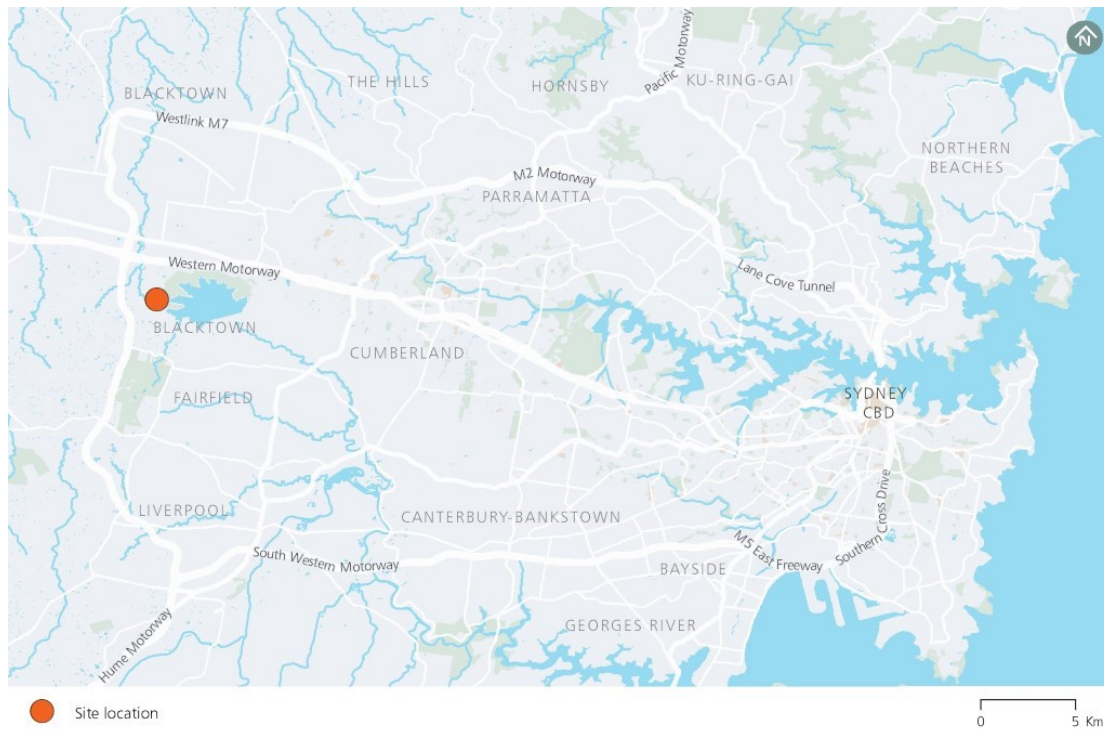 N
THE HILLS
HORNSBY
Pacific Motorway
KU-RING-GAI
BLACKTOWN
Westlink M7
NORTHERN
BEACHES
M2 Motorway
PARRAMATTA
Western Motorway
Lane Cove Tunnel
BLACKTOWN
CUMBERLAND
FAIRFIELD
SYDNEY
CBD
LIVERPOOL
CANTERBURY-BANKSTOWN
Southern Cross Drive
South Western Motorway
M5 East Freeway
BAYSIDE
GEORGES RIVER
Hume Motorway
Site location
0 5 Km